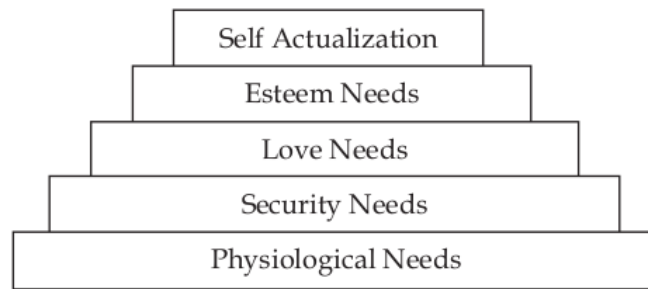 Self Actualization
Esteem Needs
Love Needs
Security Needs
Physiological Needs